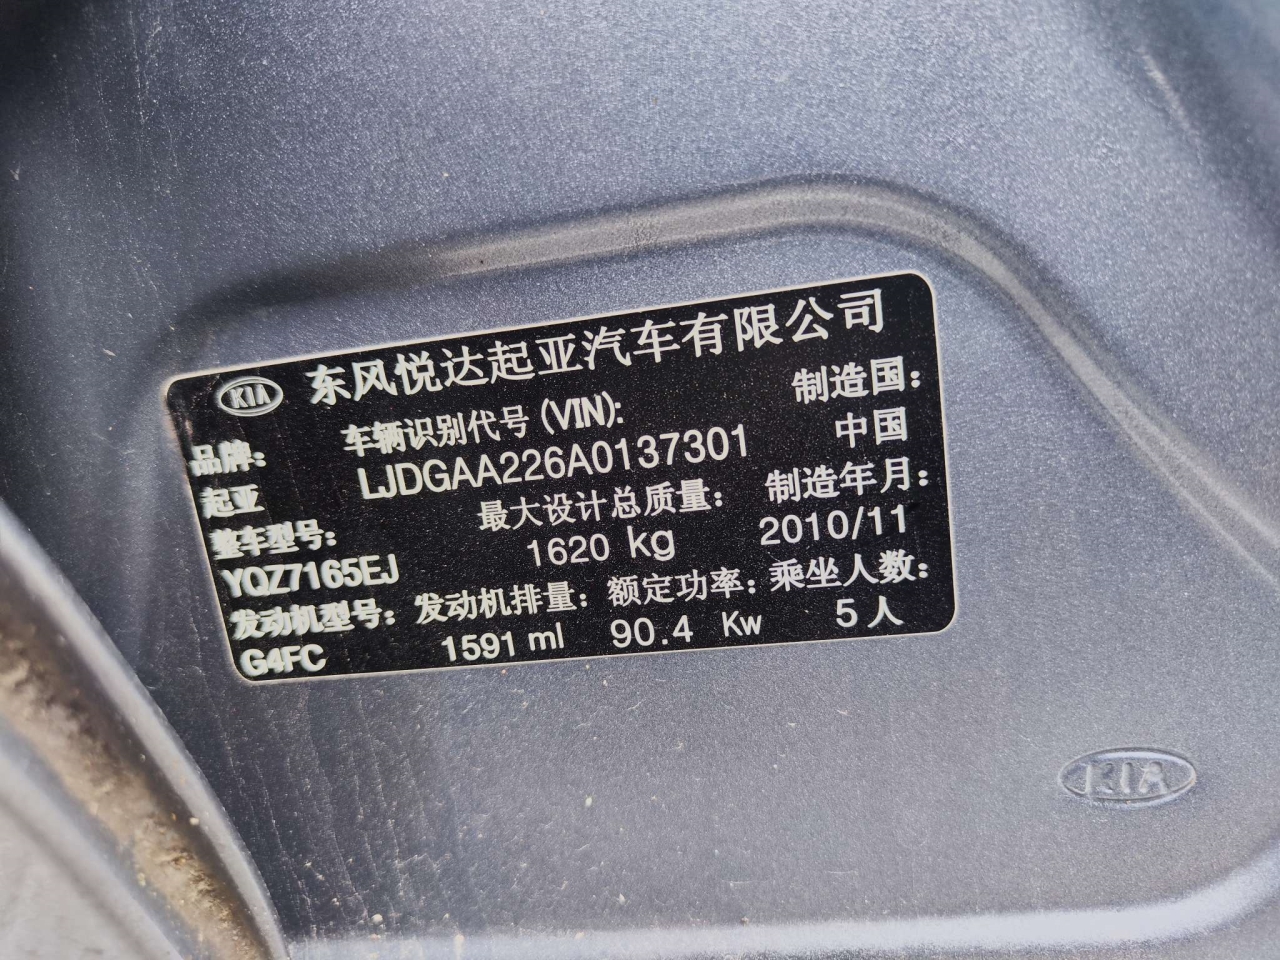 KIA 东风悦达起亚汽车有限公司
品牌: 车辆识别代号 (VIN): 制造国:
起亚 LJDGAA226A0137301 中国
整车型号: 最大设计总质量: 制造年月:
YQZ7165EJ 1620 kg 2010/11
发动机型号: 发动机排量: 额定功率: 乘坐人数:
G4FC 1591 ml 90.4 Kw 5 人
KIA